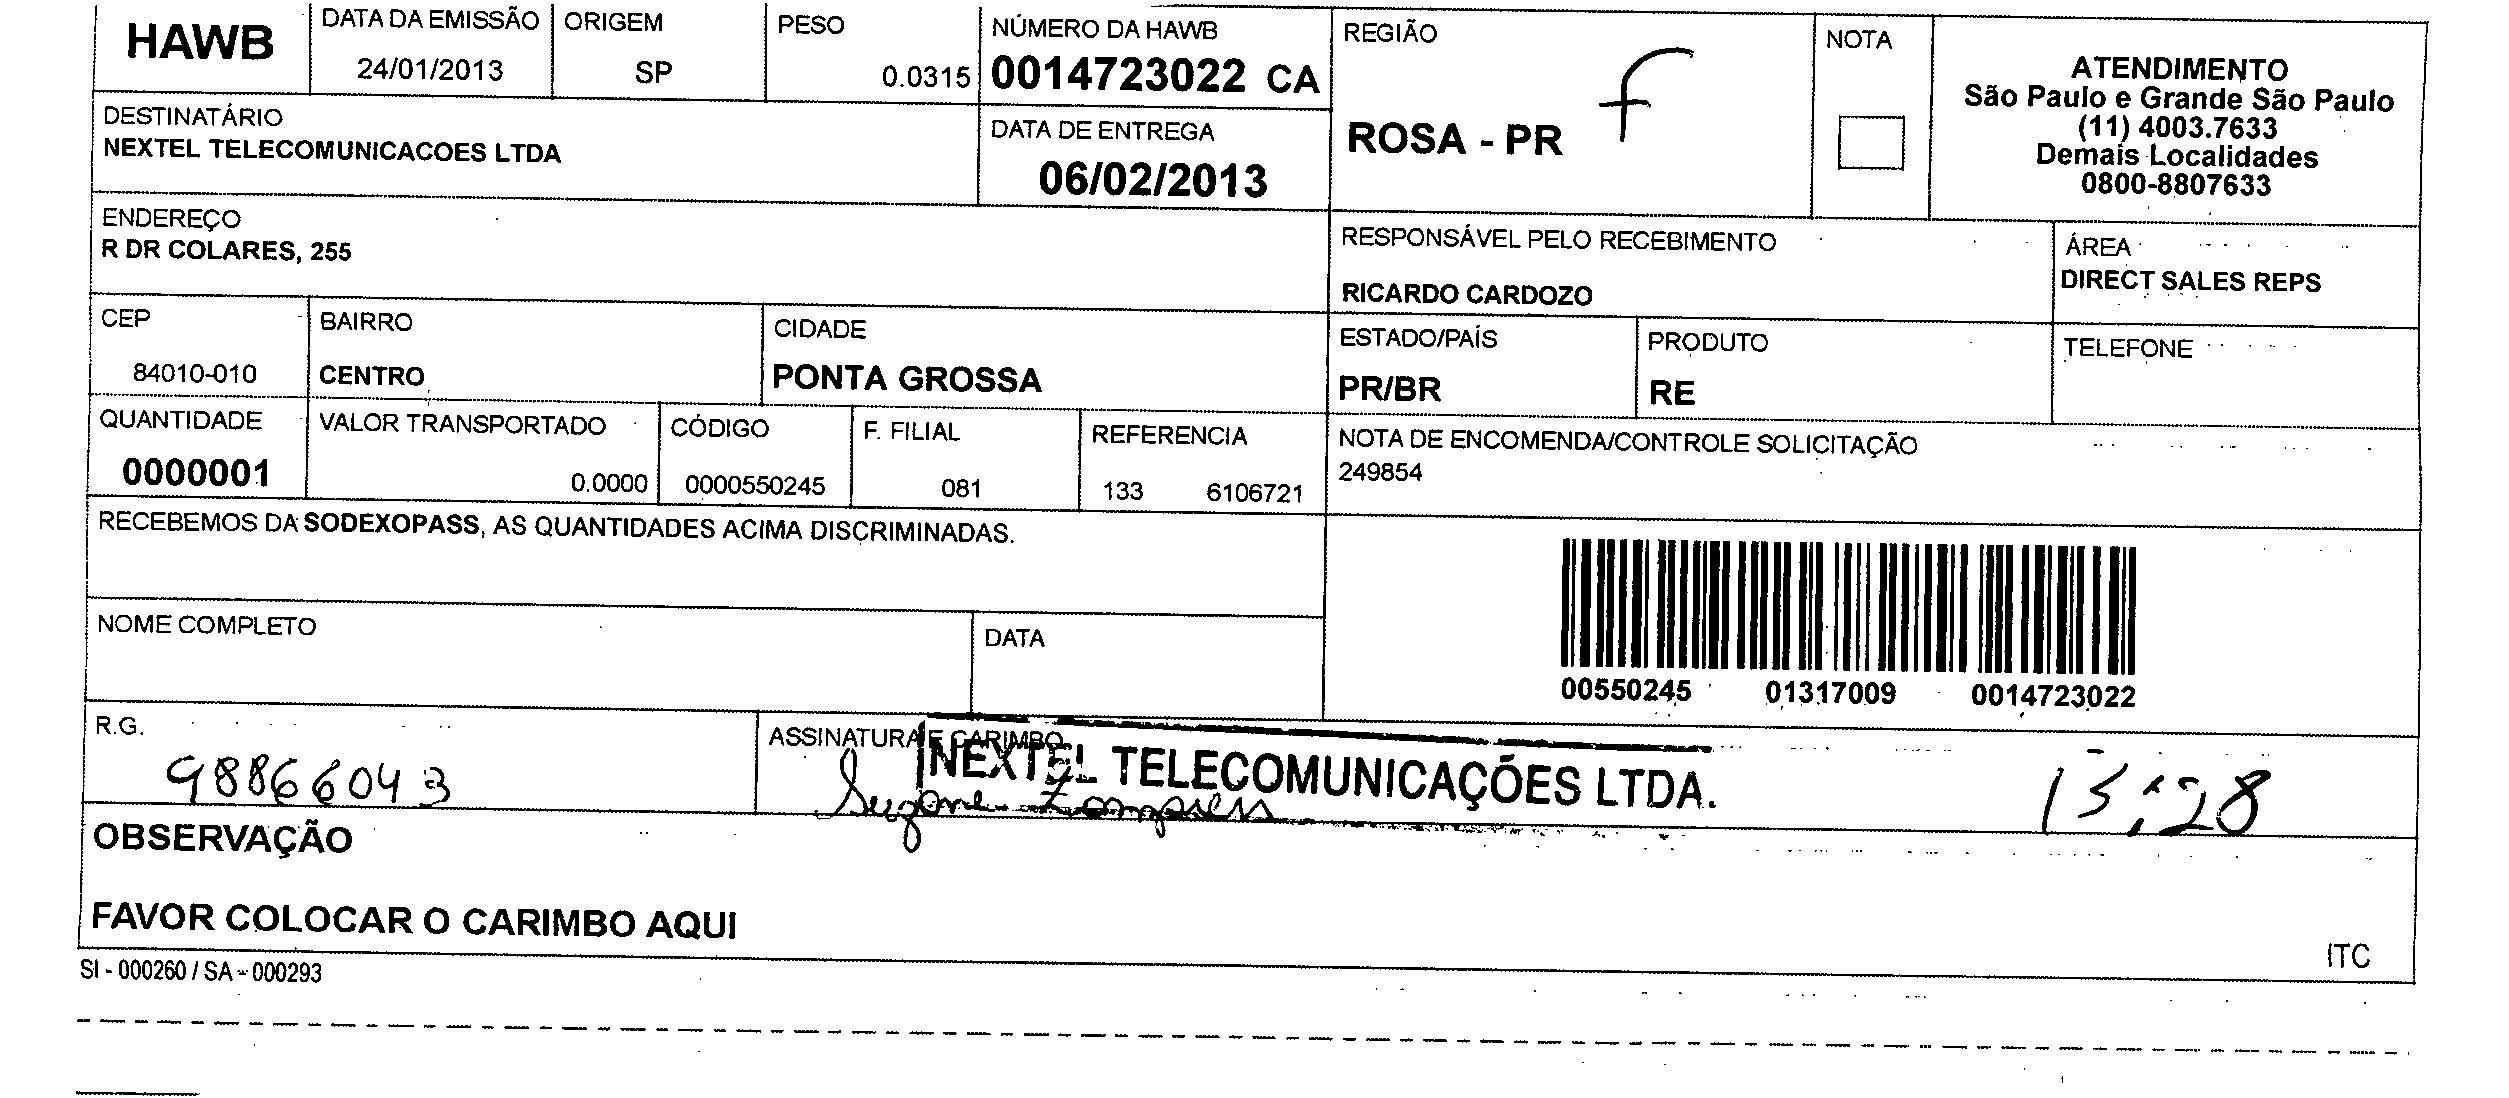 HAWB
DATA DA EMISSÃO
24/01/2013
ORIGEM
SP
PESO
0.0315
NÚMERO DA HAWB
0014723022 CA
REGIÃO
ROSA - PR
f
NOTA
ATENDIMENTO
São Paulo e Grande São Paulo
(11) 4003.7633
Demais Localidades
0800-8807633
DESTINATÁRIO
NEXTEL TELECOMUNICACOES LTDA
DATA DE ENTREGA
06/02/2013
ENDEREÇO
R DR COLARES, 255
RESPONSÁVEL PELO RECEBIMENTO
RICARDO CARDOZO
ÁREA
DIRECT SALES REPS
CEP
84010-010
BAIRRO
CENTRO
CIDADE
PONTA GROSSA
ESTADO/PAÍS
PR/BR
PRODUTO
RE
TELEFONE
QUANTIDADE
0000001
VALOR TRANSPORTADO
0.0000
CÓDIGO
0000550245
F. FILIAL
081
REFERENCIA
133 6106721
NOTA DE ENCOMENDA/CONTROLE SOLICITAÇÃO
249854
RECEBEMOS DA SODEXOPASS, AS QUANTIDADES ACIMA DISCRIMINADAS.
00550245 01317009 0014723022
NOME COMPLETO
DATA
R.G.
98866043
ASSINATURA E CARIMBO
NEXTEL TELECOMUNICAÇÕES LTDA.
13:28
OBSERVAÇÃO
FAVOR COLOCAR O CARIMBO AQUI
ITC
SI - 000260 / SA - 000293